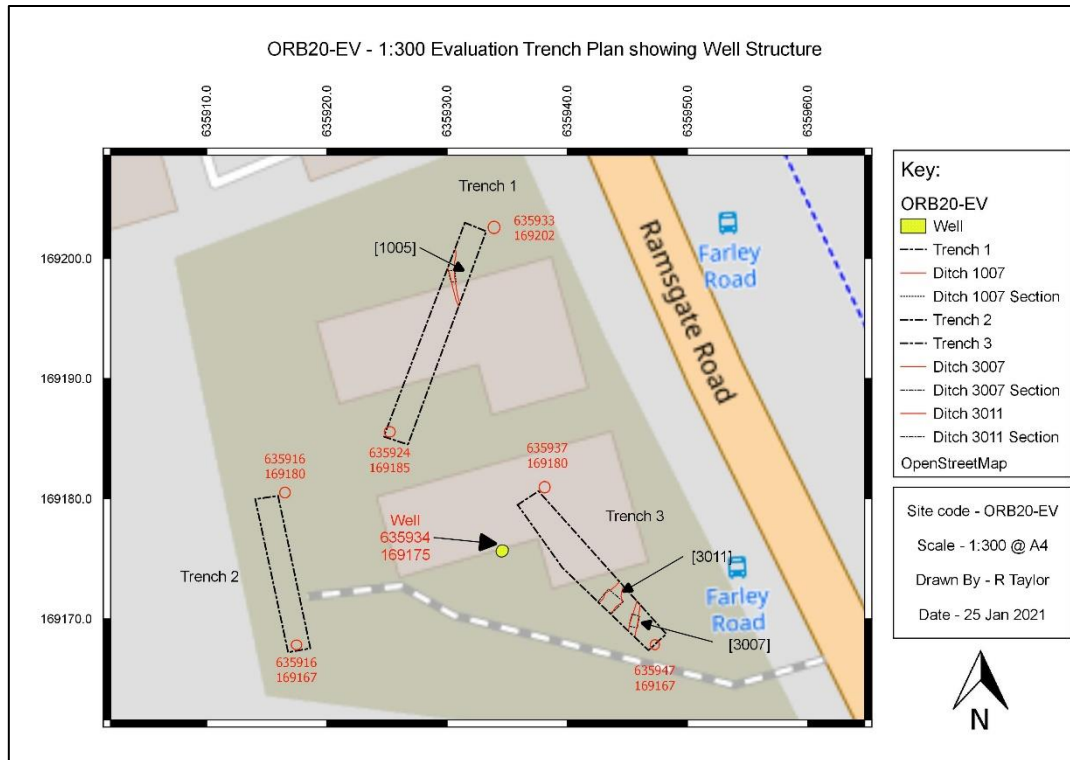 ORB20-EV - 1:300 Evaluation Trench Plan showing Well Structure
635910.0
635920.0
635930.0
635940.0
635950.0
635960.0
169200.0
169190.0
169180.0
169170.0
Trench 1
635933
169202
[1005]
635924
169185
635916
169180
Trench 2
635916
169167
Well
635934
169175
635937
169180
Trench 3
[3011]
[3007]
635947
169167
Ramsgate Road
Farley
Road
Farley
Road
Key:
ORB20-EV
Well
Trench 1
Ditch 1007
Ditch 1007 Section
Trench 2
Trench 3
Ditch 3007
Ditch 3007 Section
Ditch 3011
Ditch 3011 Section
OpenStreetMap
Site code - ORB20-EV
Scale - 1:300 @ A4
Drawn By - R Taylor
Date - 25 Jan 2021
N